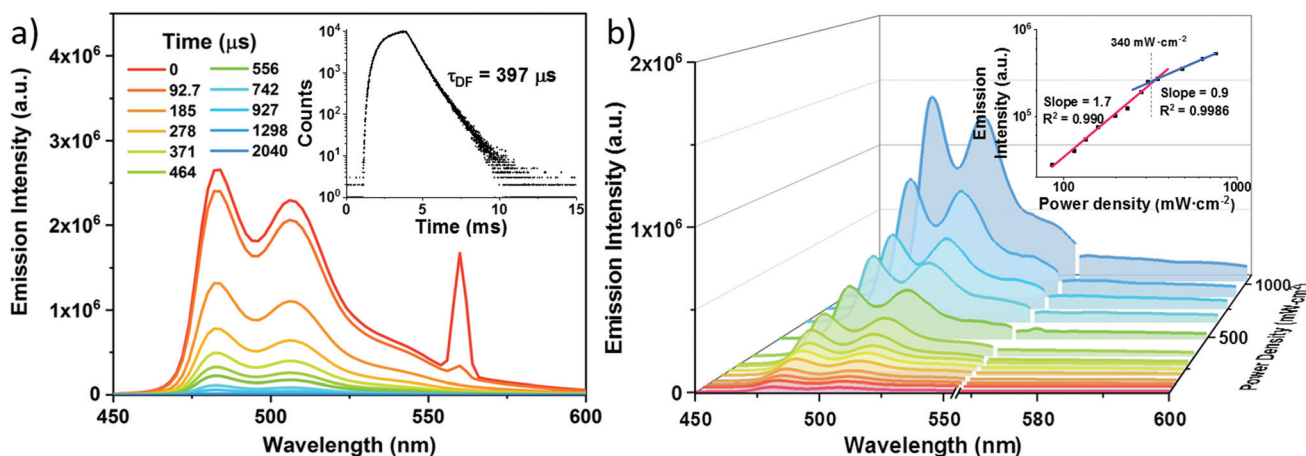 a)
Emission Intensity (a.u.)
4x10⁶
3x10⁶
2x10⁶
1x10⁶
0
Time (μs)
0
92.7
185
278
371
464
556
742
927
1298
2040
Counts
10⁴
10³
10²
10¹
10⁰
τDF = 397 μs
0 5 10 15
Time (ms)
450 500 550 600
Wavelength (nm)
b)
Emission Intensity (a.u.)
2x10⁶
1x10⁶
0
Emission
Intensity (a.u.)
10⁶
10⁵
340 mW·cm⁻²
Slope = 1.7
R² = 0.990
Slope = 0.9
R² = 0.9986
100 1000
Power density (mW·cm⁻²)
1000
500
Power Density (mW·cm⁻²)
450 500 550 580 600
Wavelength (nm)